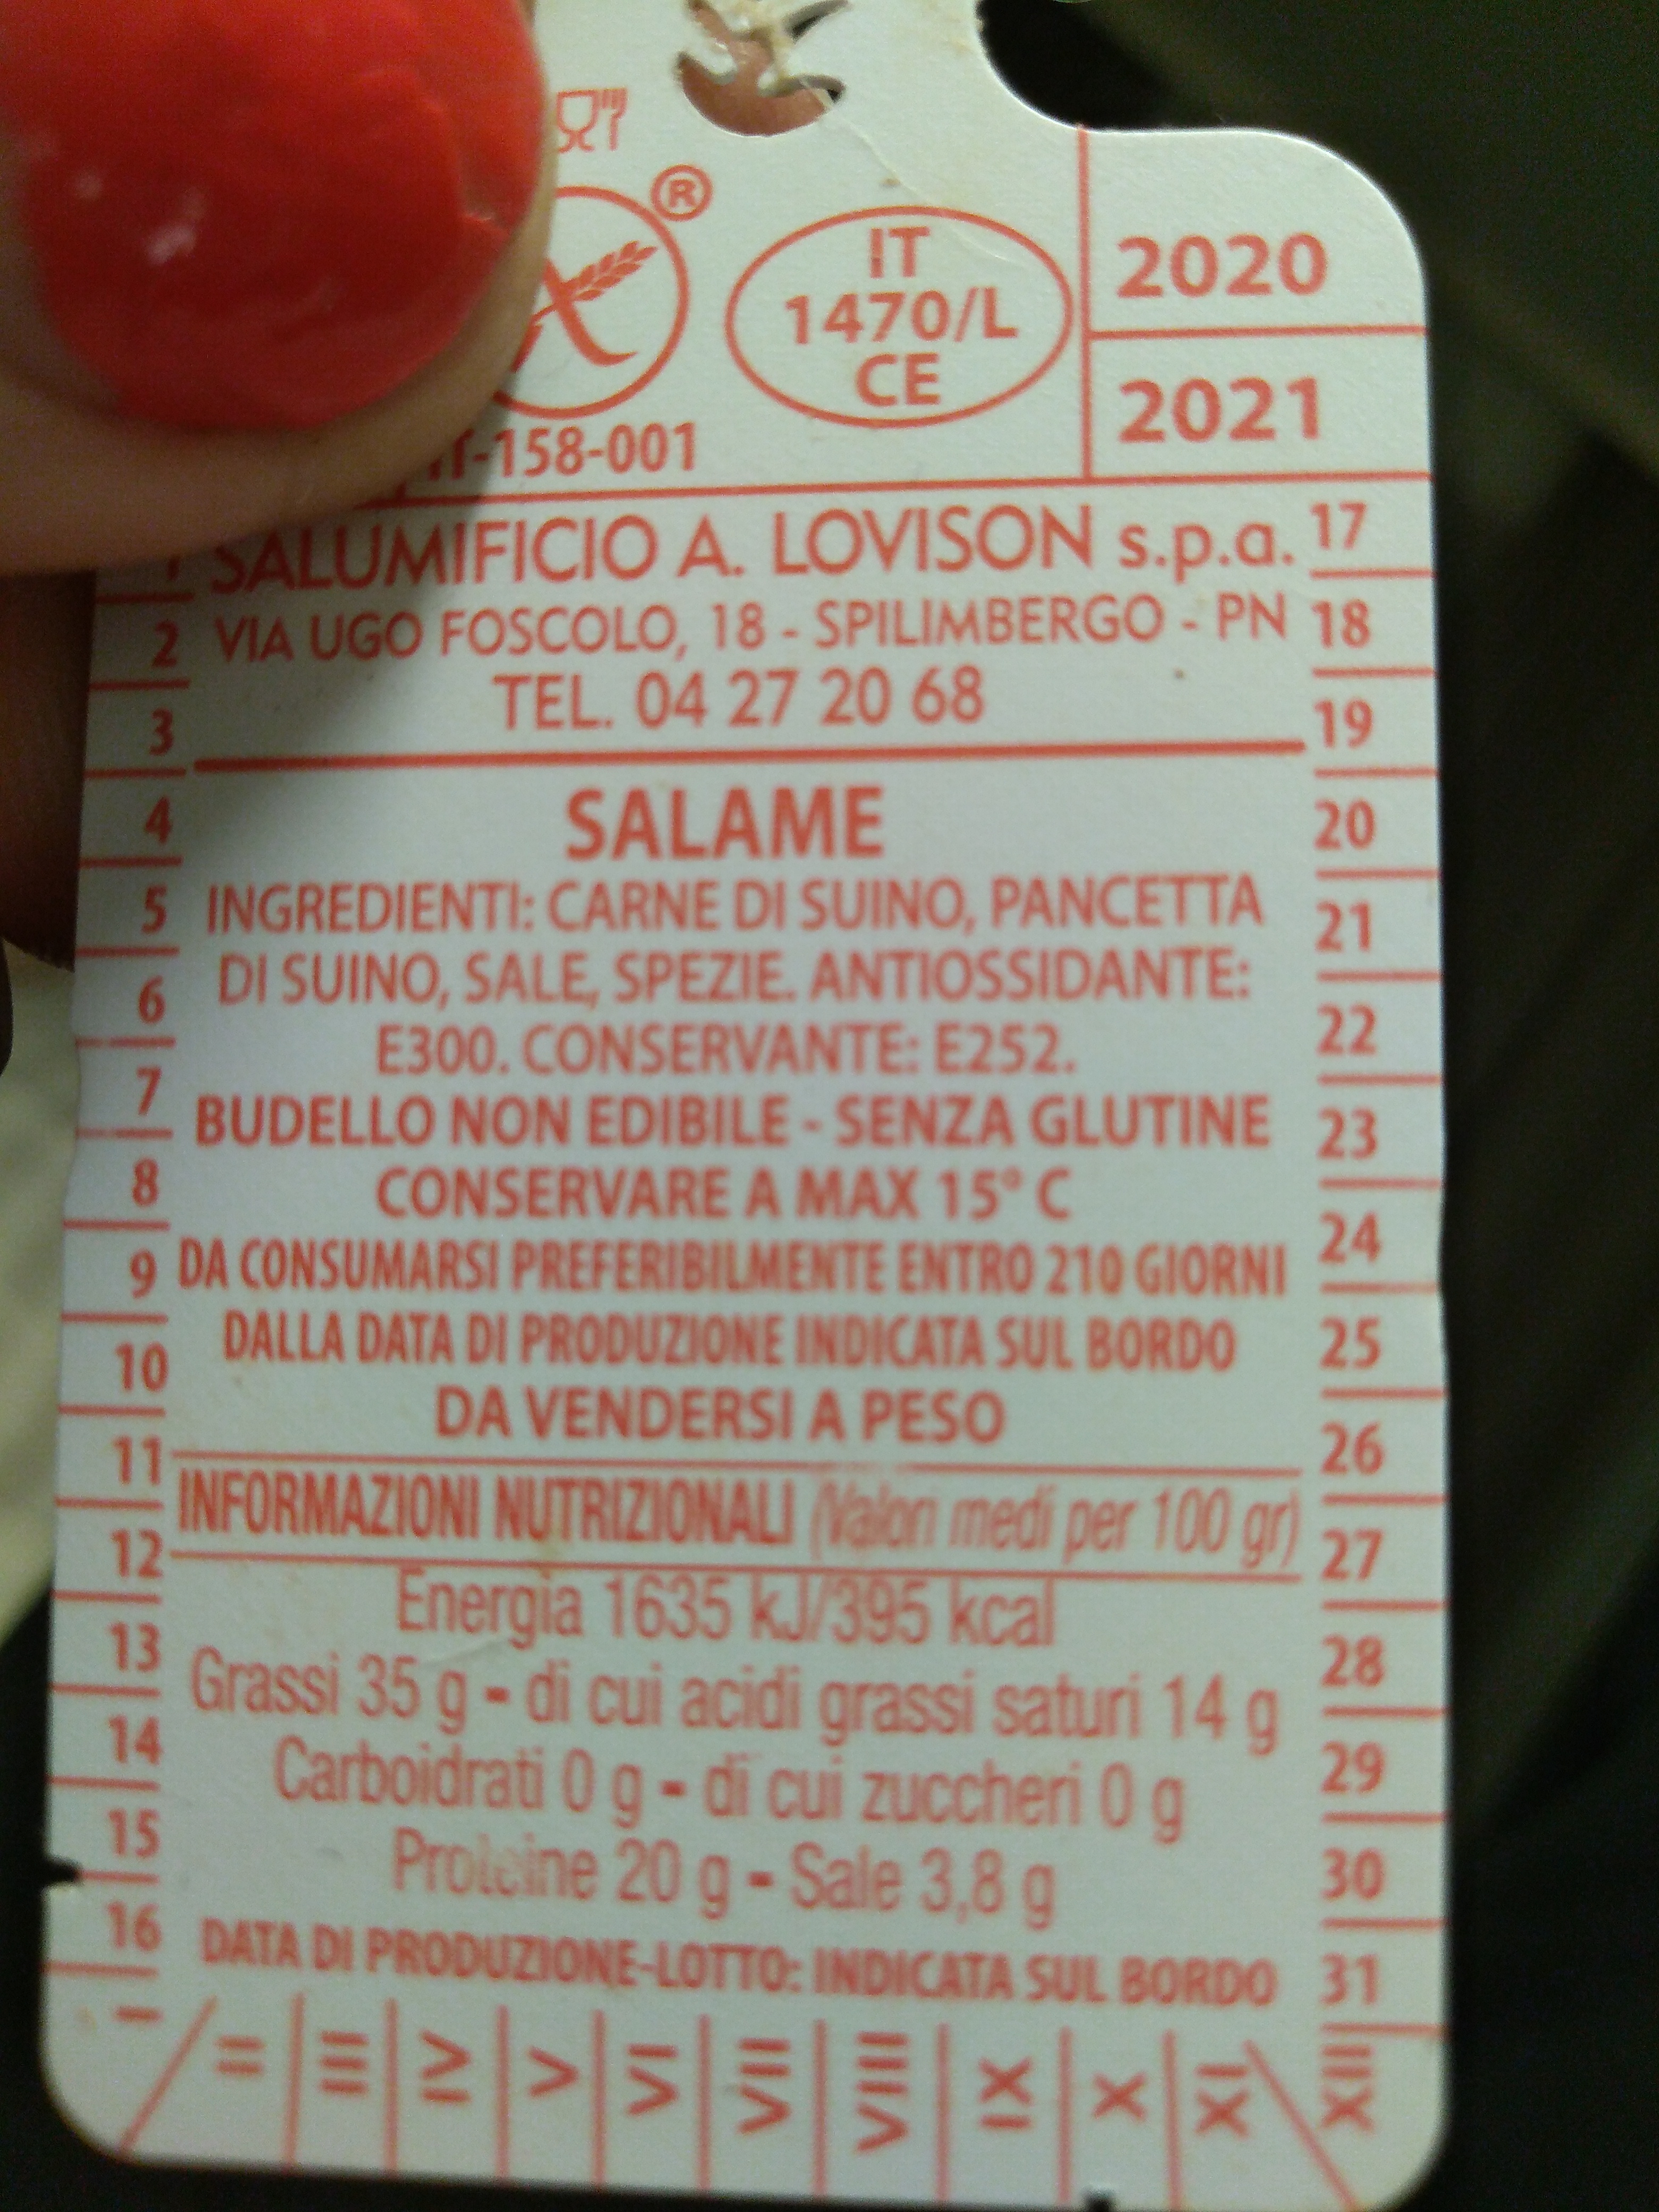 ®
IT
1470/L
CE
2020
2021
IT-158-001
SALUMIFICIO A. LOVISON s.p.a.
VIA UGO FOSCOLO, 18 - SPILIMBERGO - PN
TEL. 04 27 20 68
SALAME
INGREDIENTI: CARNE DI SUINO, PANCETTA
DI SUINO, SALE, SPEZIE. ANTIOSSIDANTE:
E300. CONSERVANTE: E252.
BUDELLO NON EDIBILE - SENZA GLUTINE
CONSERVARE A MAX 15° C
DA CONSUMARSI PREFERIBILMENTE ENTRO 210 GIORNI
DALLA DATA DI PRODUZIONE INDICATA SUL BORDO
DA VENDERSI A PESO
INFORMAZIONI NUTRIZIONALI (Valori medi per 100 gr)
Energia 1635 kJ/395 kcal
Grassi 35 g - di cui acidi grassi saturi 14 g
Carboidrati 0 g - di cui zuccheri 0 g
Proteine 20 g - Sale 3,8 g
DATA DI PRODUZIONE-LOTTO: INDICATA SUL BORDO
1
2
3
4
5
6
7
8
9
10
11
12
13
14
15
16
17
18
19
20
21
22
23
24
25
26
27
28
29
30
31
I II III IV V VI VII VIII IX X XI XII